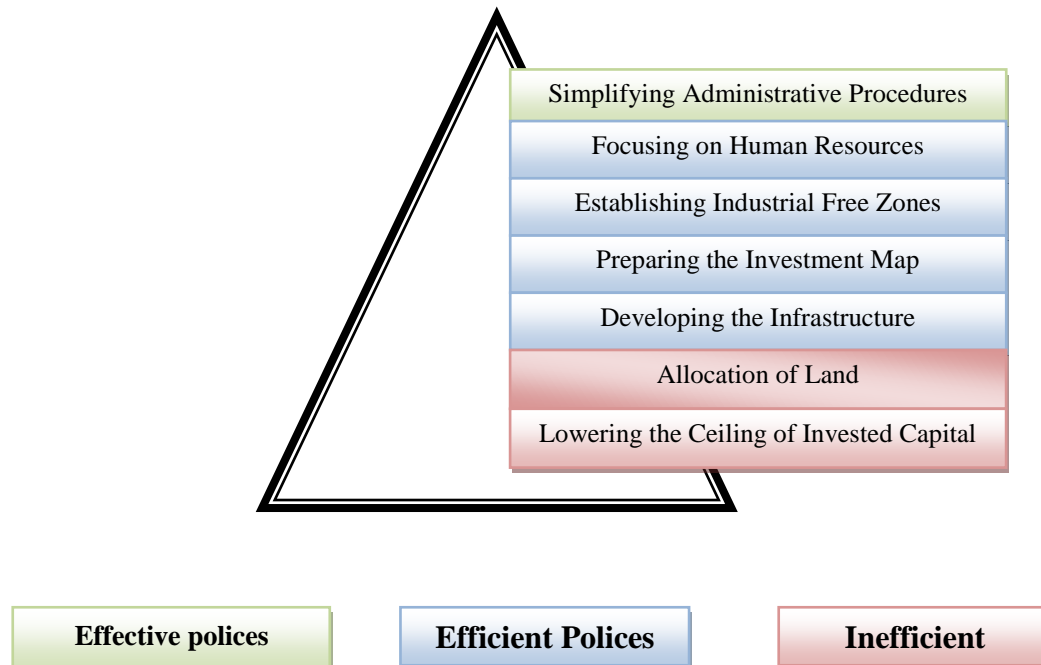 Simplifying Administrative Procedures
Focusing on Human Resources
Establishing Industrial Free Zones
Preparing the Investment Map
Developing the Infrastructure
Allocation of Land
Lowering the Ceiling of Invested Capital
Effective polices
Efficient Polices
Inefficient